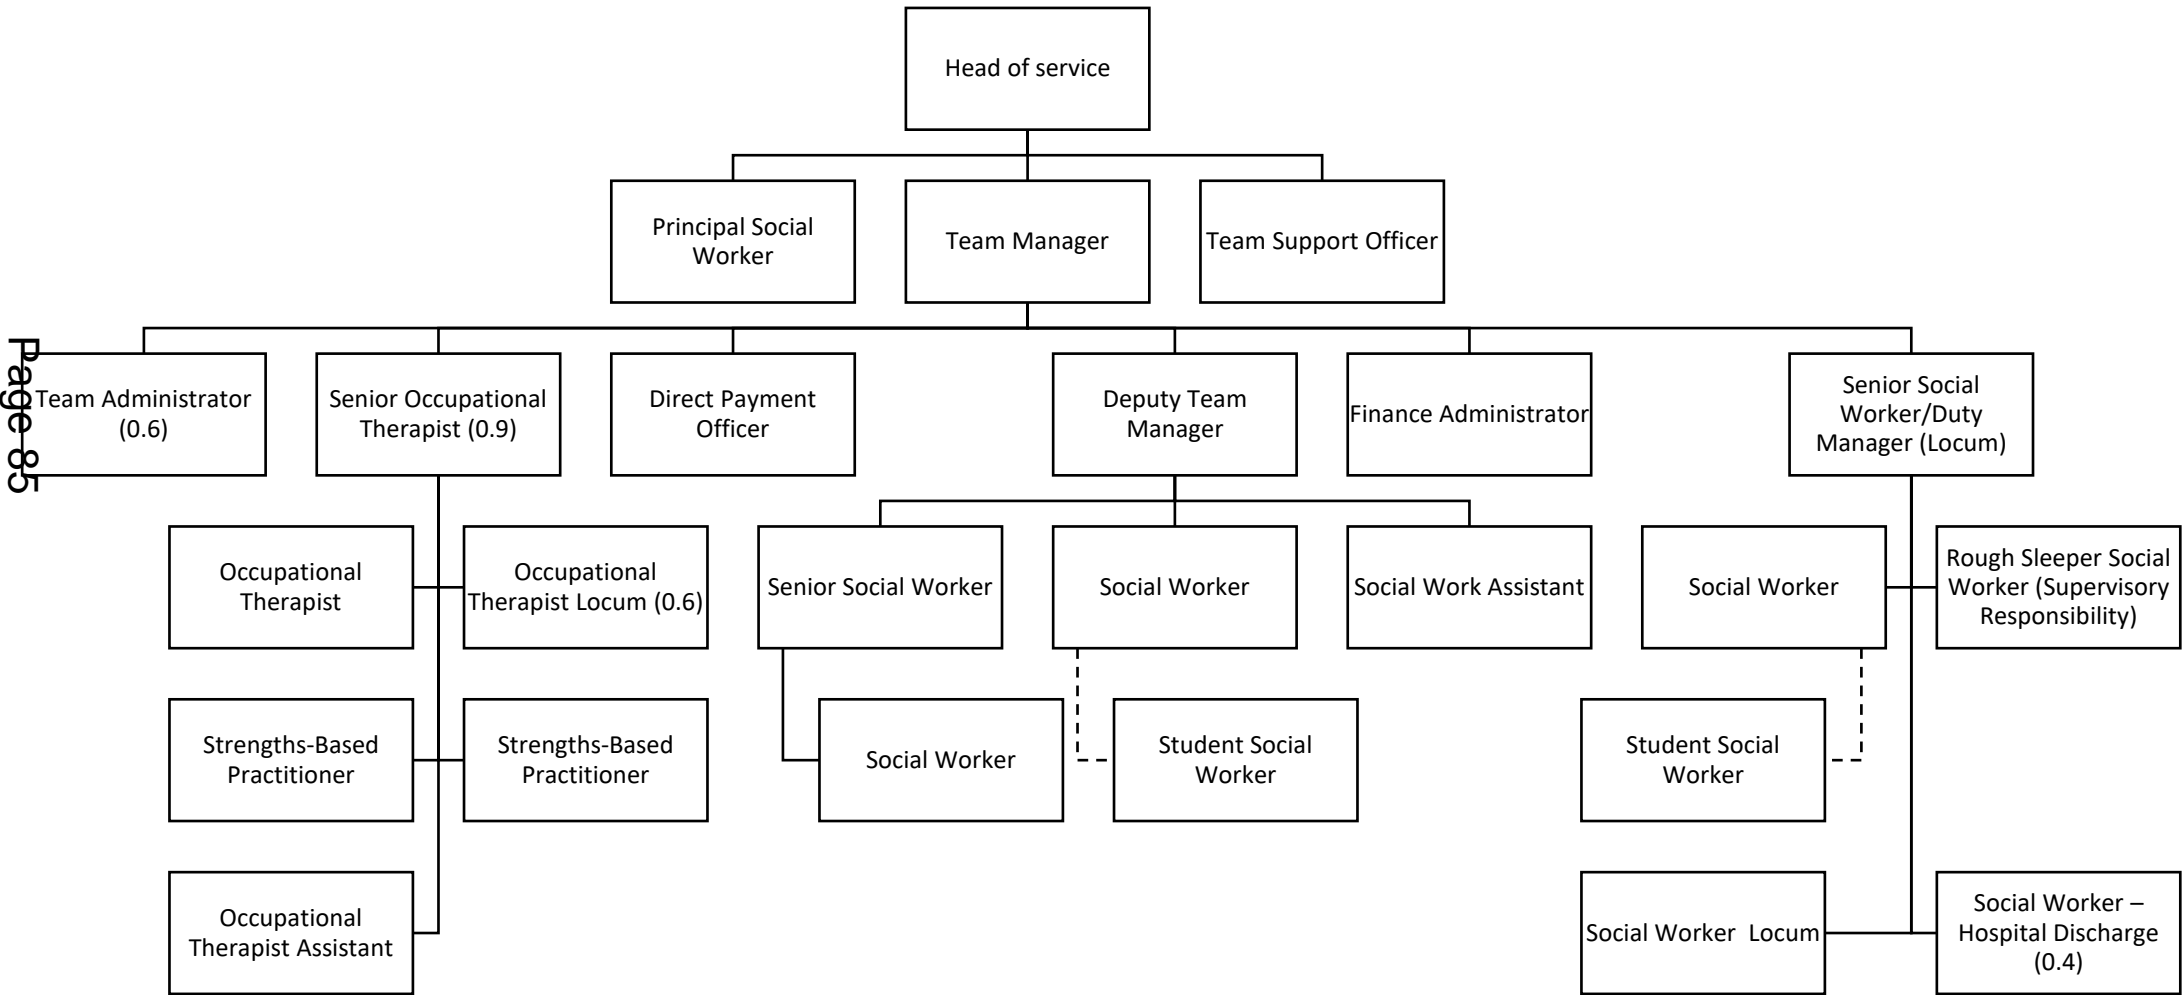 Head of service
Principal Social
Worker
Team Manager
Team Support Officer
Page 85
Team Administrator
(0.6)
Senior Occupational
Therapist (0.9)
Direct Payment
Officer
Deputy Team
Manager
Finance Administrator
Senior Social
Worker/Duty
Manager (Locum)
Occupational
Therapist
Occupational
Therapist Locum (0.6)
Senior Social Worker
Social Worker
Social Work Assistant
Social Worker
Rough Sleeper Social
Worker (Supervisory
Responsibility)
Strengths-Based
Practitioner
Strengths-Based
Practitioner
Social Worker
Student Social
Worker
Student Social
Worker
Occupational
Therapist Assistant
Social Worker  Locum
Social Worker –
Hospital Discharge
(0.4)